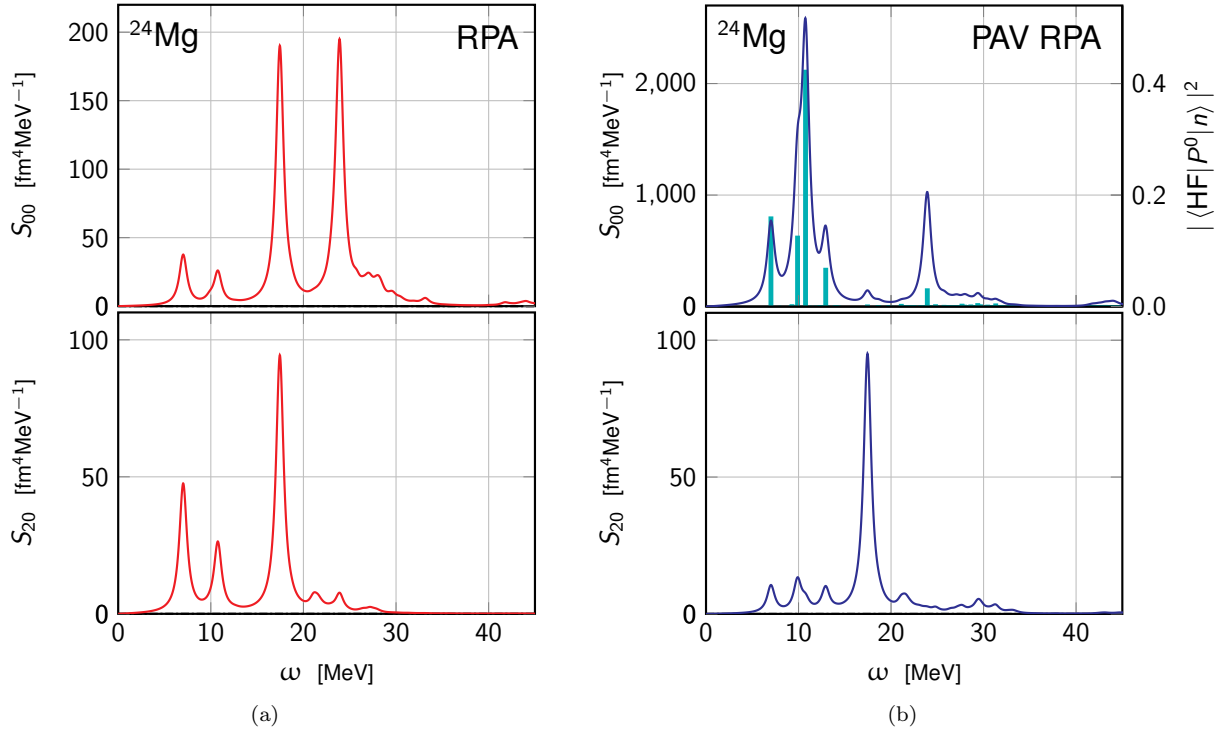 ²⁴Mg
RPA
200
150
100
50
0
S₀₀ [fm⁴MeV⁻¹]
100
50
0
S₂₀ [fm⁴MeV⁻¹]
0 10 20 30 40
ω [MeV]
(a)
²⁴Mg
PAV RPA
2,000
1,000
0
S₀₀ [fm⁴MeV⁻¹]
0.4
0.2
0.0
|⟨HF|P⁰|n⟩|²
100
50
0
S₂₀ [fm⁴MeV⁻¹]
0 10 20 30 40
ω [MeV]
(b)